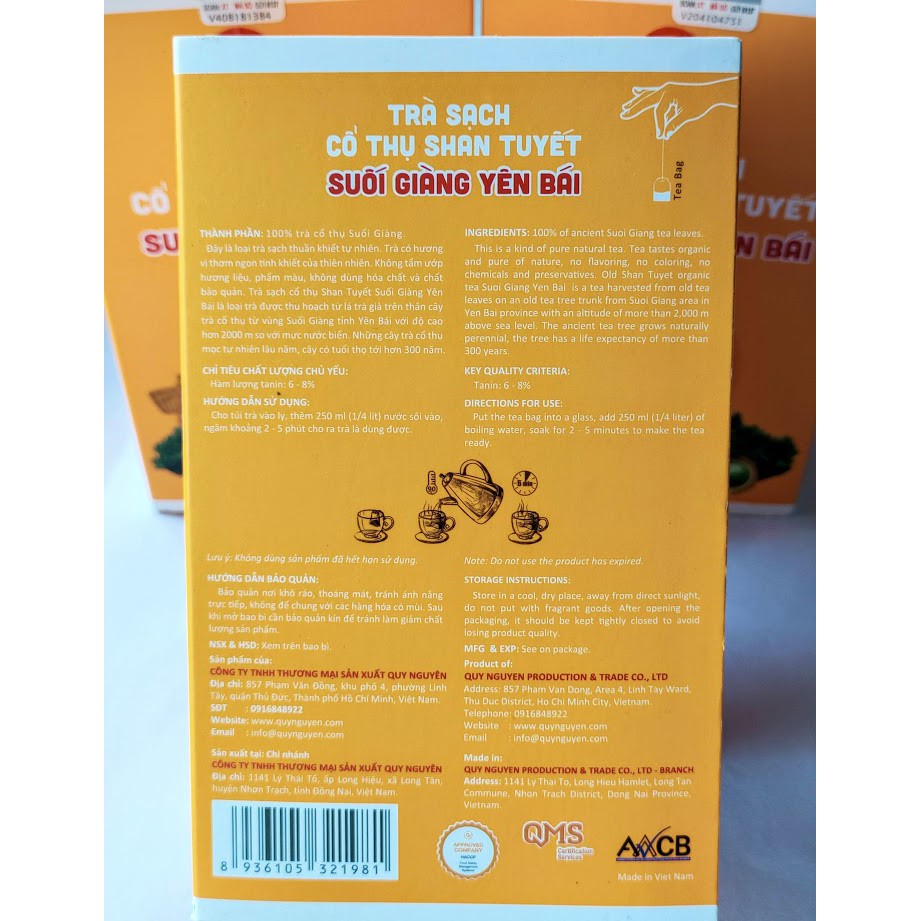 V408181384
V204104731
TRÀ SẠCH
CỔ THỤ SHAN TUYẾT
SUỐI GIÀNG YÊN BÁI
Tea Bag
THÀNH PHẦN: 100% trà cổ thụ Suối Giàng.
Đây là loại trà sạch thuần khiết tự nhiên. Trà có hương
vị thơm ngon tinh khiết của thiên nhiên. Không tẩm ướp
hương liệu, phẩm màu, không dùng hóa chất và chất
bảo quản. Trà sạch cổ thụ Shan Tuyết Suối Giàng Yên
Bái là loại trà được thu hoạch từ lá trà già trên thân cây
trà cổ thụ từ vùng Suối Giàng tỉnh Yên Bái với độ cao
hơn 2000 m so với mực nước biển. Những cây trà cổ thụ
mọc tự nhiên lâu năm, cây có tuổi thọ tới hơn 300 năm.
CHỈ TIÊU CHẤT LƯỢNG CHỦ YẾU:
Hàm lượng tanin: 6 - 8%
HƯỚNG DẪN SỬ DỤNG:
Cho túi trà vào ly, thêm 250 ml (1/4 lít) nước sôi vào,
ngâm khoảng 2 - 5 phút cho ra trà là dùng được.
INGREDIENTS: 100% of ancient Suoi Giang tea leaves.
This is a kind of pure natural tea. Tea tastes organic
and pure of nature, no flavoring, no coloring, no
chemicals and preservatives. Old Shan Tuyet organic
tea Suoi Giang Yen Bai is a tea harvested from old tea
leaves on an old tea tree trunk from Suoi Giang area in
Yen Bai province with an altitude of more than 2,000 m
above sea level. The ancient tea tree grows naturally
perennial, the tree has a life expectancy of more than
300 years.
KEY QUALITY CRITERIA:
Tanin: 6 - 8%
DIRECTIONS FOR USE:
Put the tea bag into a glass, add 250 ml (1/4 liter) of
boiling water, soak for 2 - 5 minutes to make the tea
ready.
90
5 min
Lưu ý: Không dùng sản phẩm đã hết hạn sử dụng.
HƯỚNG DẪN BẢO QUẢN:
Bảo quản nơi khô ráo, thoáng mát, tránh ánh nắng
trực tiếp, không để chung với các hàng hóa có mùi. Sau
khi mở bao bì cần bảo quản kín để tránh làm giảm chất
lượng sản phẩm.
NSX & HSD: Xem trên bao bì.
Sản phẩm của:
CÔNG TY TNHH THƯƠNG MẠI SẢN XUẤT QUY NGUYÊN
Địa chỉ: 857 Phạm Văn Đồng, khu phố 4, phường Linh
Tây, quận Thủ Đức, Thành phố Hồ Chí Minh, Việt Nam.
SĐT : 0916848922
Website: www.quynguyen.com
Email : info@quynguyen.com
Sản xuất tại: Chi nhánh
CÔNG TY TNHH THƯƠNG MẠI SẢN XUẤT QUY NGUYÊN
Địa chỉ: 1141 Lý Thái Tổ, ấp Long Hiệu, xã Long Tân,
huyện Nhơn Trạch, tỉnh Đồng Nai, Việt Nam.
Note: Do not use the product has expired.
STORAGE INSTRUCTIONS:
Store in a cool, dry place, away from direct sunlight,
do not put with fragrant goods. After opening the
packaging, it should be kept tightly closed to avoid
losing product quality.
MFG & EXP: See on package.
Product of:
QUY NGUYEN PRODUCTION & TRADE CO., LTD
Address: 857 Pham Van Dong, Area 4, Linh Tay Ward,
Thu Duc District, Ho Chi Minh City, Vietnam.
Telephone: 0916848922
Website : www.quynguyen.com
Email : info@quynguyen.com
Made in:
QUY NGUYEN PRODUCTION & TRADE CO., LTD - BRANCH
Address: 1141 Ly Thai To, Long Hieu Hamlet, Long Tan
Commune, Nhon Trach District, Dong Nai Province,
Vietnam.
8 936105 321981
APPROVED
COMPANY
HACCP
QMS
Certification
Services
CB
Made in Viet Nam
CỔ
SU
UYẾT
N BÁI